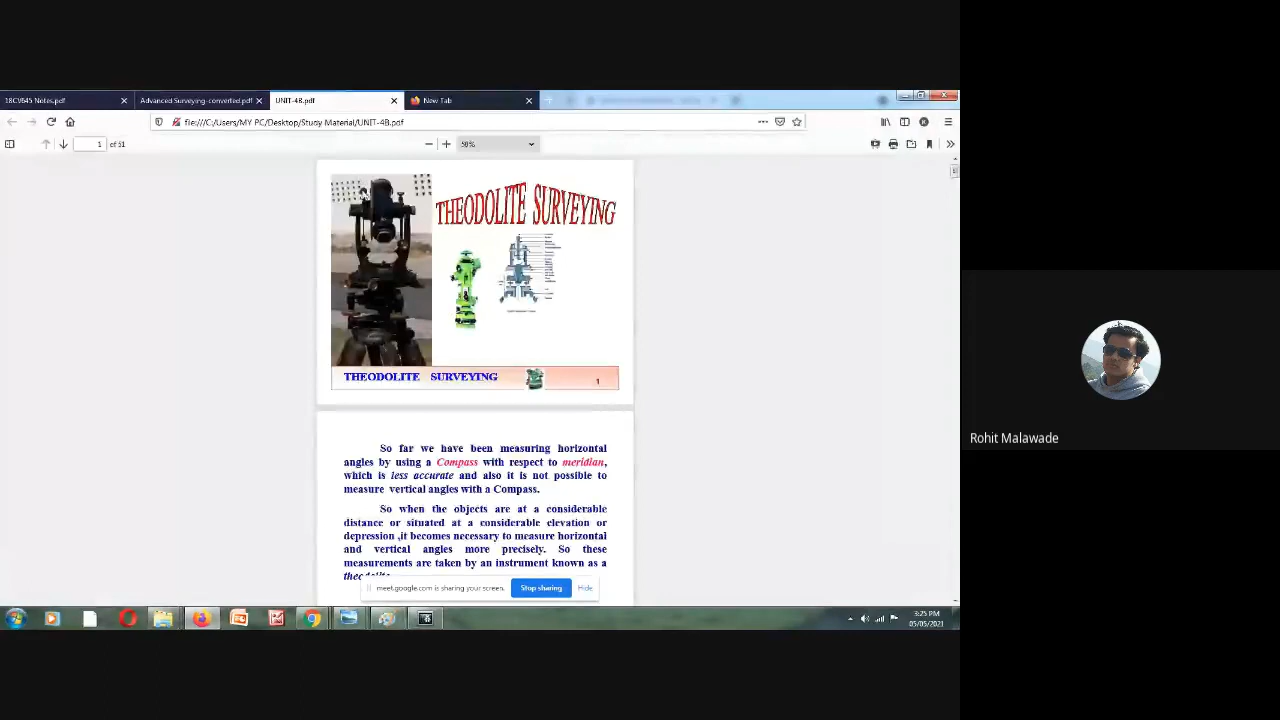 18CV645 Notes.pdf
Advanced Surveying-converted.pdf
UNIT-4B.pdf
New Tab
file:///C:/Users/MY PC/Desktop/Study Material/UNIT-4B.pdf
1 of 51
50%
THEODOLITE SURVEYING
THEODOLITE SURVEYING
1
So far we have been measuring horizontal
angles by using a Compass with respect to meridian,
which is less accurate and also it is not possible to
measure vertical angles with a Compass.
So when the objects are at a considerable
distance or situated at a considerable elevation or
depression ,it becomes necessary to measure horizontal
and vertical angles more precisely. So these
measurements are taken by an instrument known as a
theodolite
meet.google.com is sharing your screen.
Stop sharing
Hide
3:25 PM
05/05/2021
Rohit Malawade